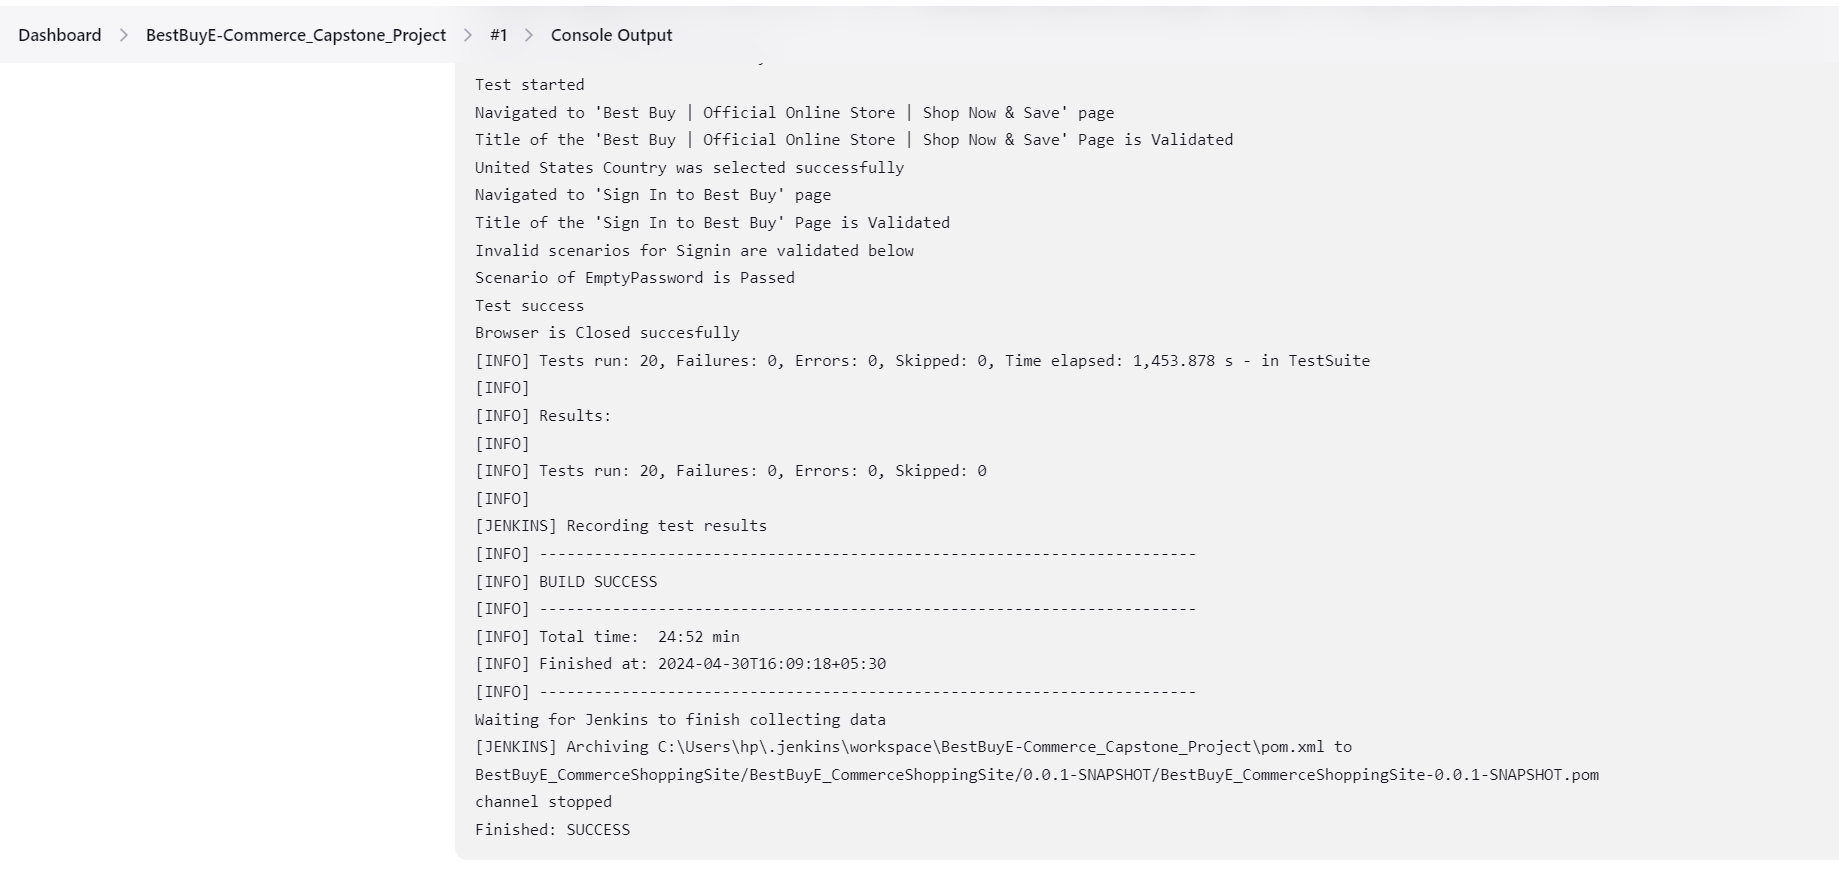 Dashboard > BestBuyE-Commerce_Capstone_Project > #1 > Console Output
Test started
Navigated to 'Best Buy | Official Online Store | Shop Now & Save' page
Title of the 'Best Buy | Official Online Store | Shop Now & Save' Page is Validated
United States Country was selected successfully
Navigated to 'Sign In to Best Buy' page
Title of the 'Sign In to Best Buy' Page is Validated
Invalid scenarios for Signin are validated below
Scenario of EmptyPassword is Passed
Test success
Browser is Closed succesfully
[INFO] Tests run: 20, Failures: 0, Errors: 0, Skipped: 0, Time elapsed: 1,453.878 s - in TestSuite
[INFO]
[INFO] Results:
[INFO]
[INFO] Tests run: 20, Failures: 0, Errors: 0, Skipped: 0
[INFO]
[JENKINS] Recording test results
[INFO] ------------------------------------------------------------------------
[INFO] BUILD SUCCESS
[INFO] ------------------------------------------------------------------------
[INFO] Total time:  24:52 min
[INFO] Finished at: 2024-04-30T16:09:18+05:30
[INFO] ------------------------------------------------------------------------
Waiting for Jenkins to finish collecting data
[JENKINS] Archiving C:\Users\hp\.jenkins\workspace\BestBuyE-Commerce_Capstone_Project\pom.xml to
BestBuyE_CommerceShoppingSite/BestBuyE_CommerceShoppingSite/0.0.1-SNAPSHOT/BestBuyE_CommerceShoppingSite-0.0.1-SNAPSHOT.pom
channel stopped
Finished: SUCCESS